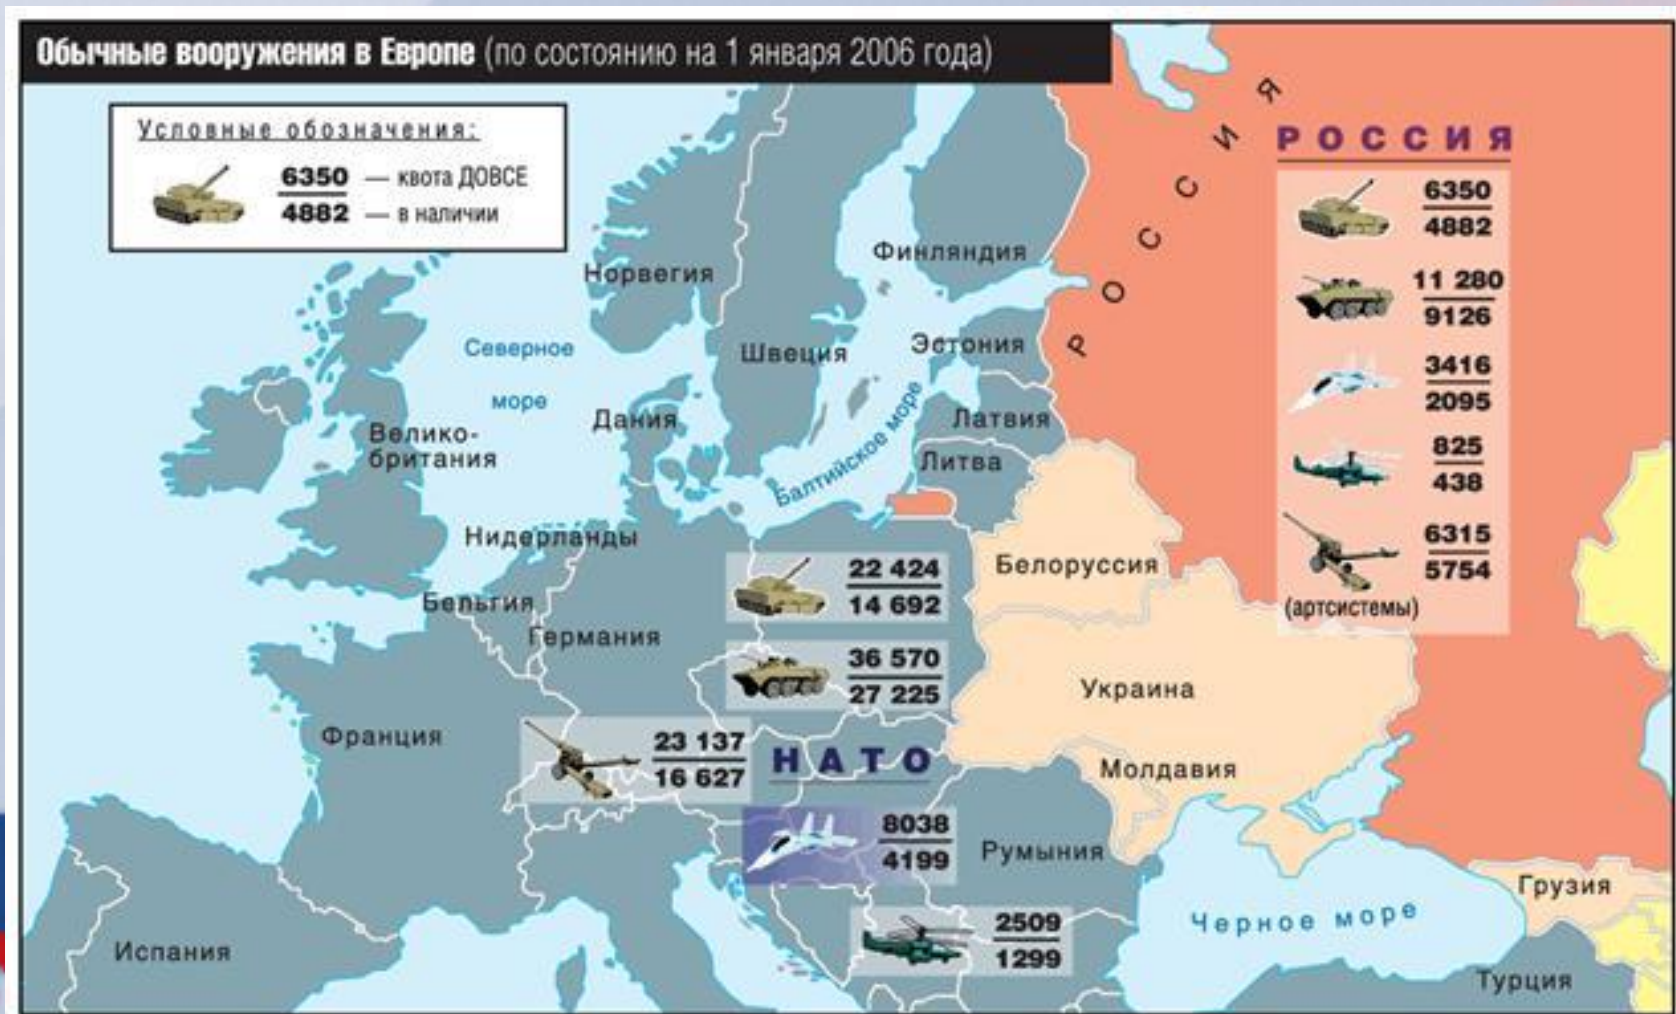 Обычные вооружения в Европе (по состоянию на 1 января 2006 года)
Условные обозначения:
6350 — квота ДОВСЕ
4882 — в наличии
РОССИЯ
РОССИЯ
6350
4882
11 280
9126
3416
2095
825
438
6315
5754
(артсистемы)
Норвегия
Финляндия
Швеция
Эстония
Северное
море
Дания
Латвия
Балтийское море
Литва
Велико-
британия
Нидерланды
Белоруссия
Бельгия
Германия
22 424
14 692
36 570
27 225
Украина
Франция
23 137
16 627
НАТО
Молдавия
8038
4199
Румыния
Грузия
2509
1299
Черное море
Испания
Турция